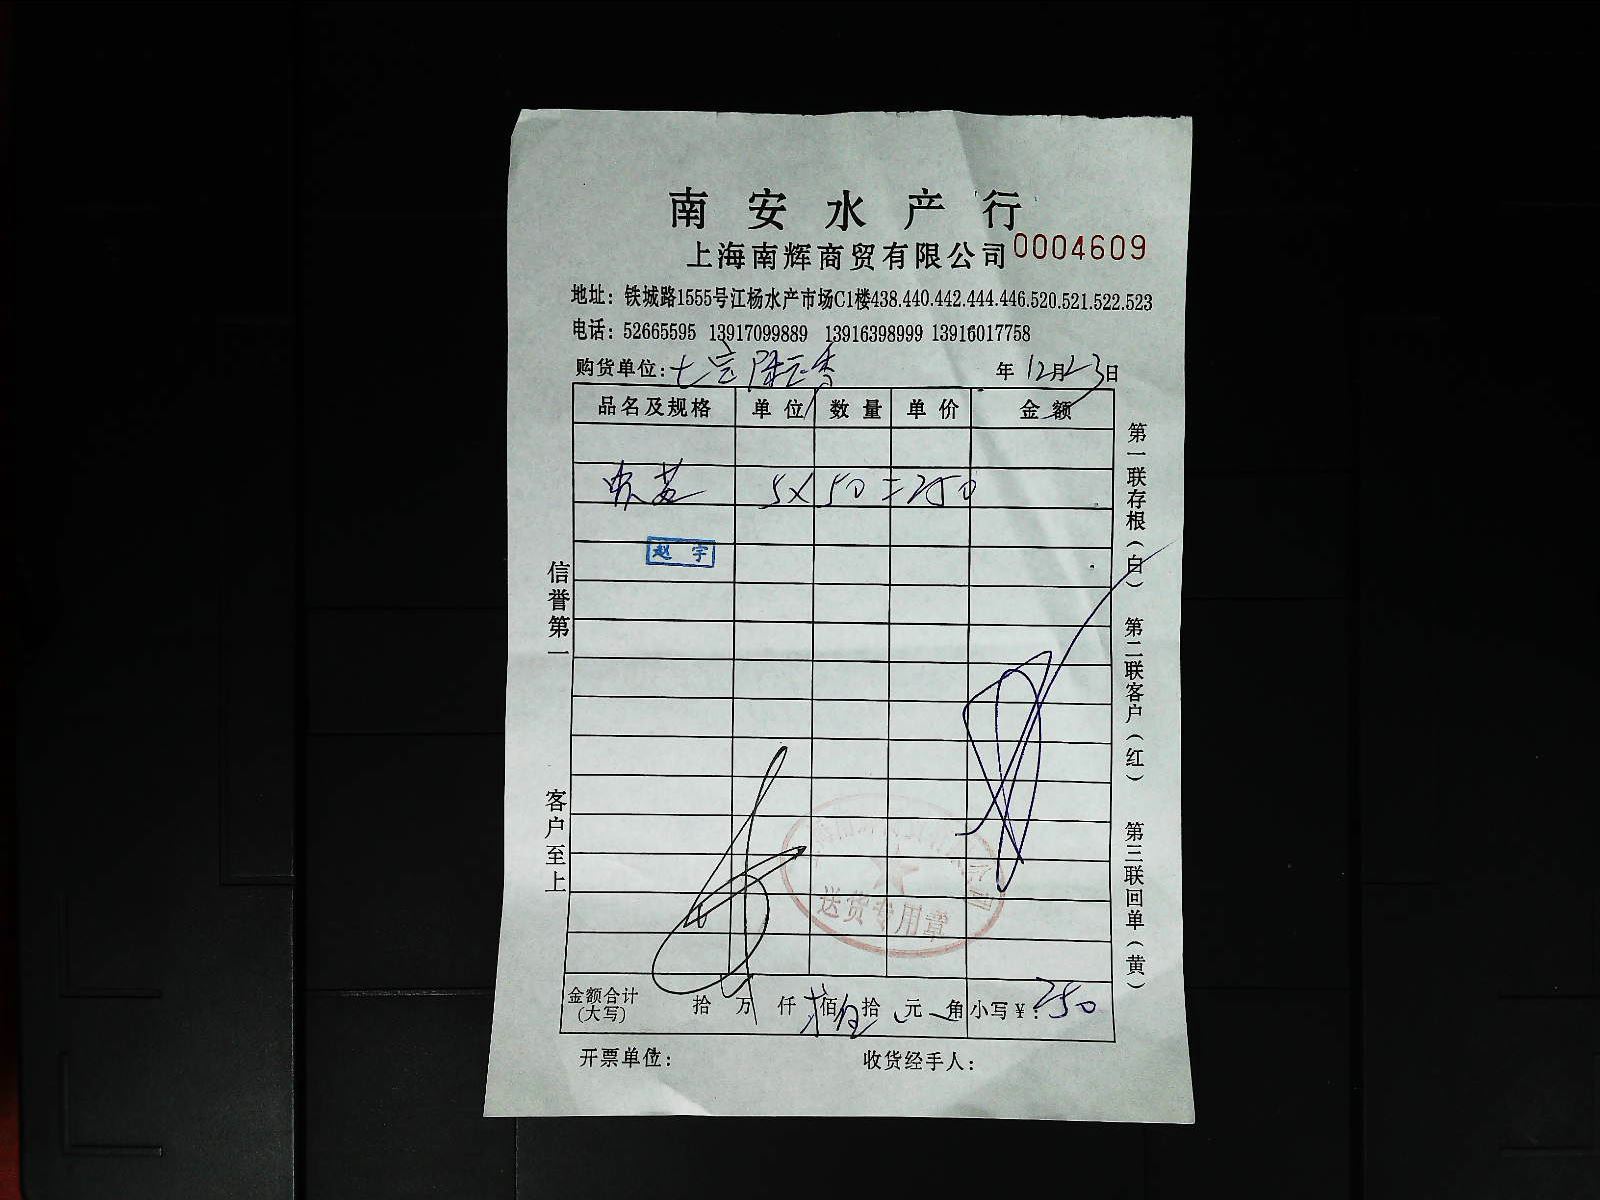 南安水产行
上海南辉商贸有限公司 0004609
地址：铁城路1555号江杨水产市场C1楼438.440.442.444.446.520.521.522.523
电话：52665595 13917099889 13916398999 13916017758
购货单位： 年12月23日
品名及规格 单位 数量 单价 金额
5×50=250
赵宇
信誉第一
客户至上
第一联存根（白）
第二联客户（红）
第三联回单（黄）
送货专用章
金额合计(大写) 拾 万 仟 贰佰伍拾 元 角 小写￥：250
开票单位： 收货经手人：